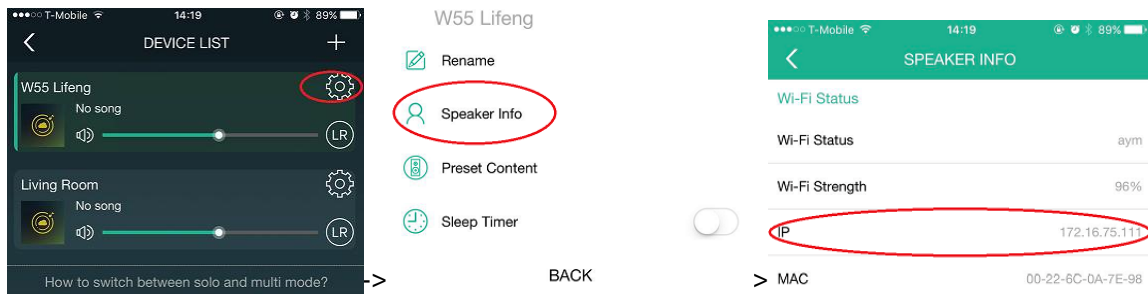 ●●●○○ T-Mobile 14:19 89%
DEVICE LIST
W55 Lifeng
No song
LR
Living Room
No song
LR
How to switch between solo and multi mode?
->
W55 Lifeng
Rename
Speaker Info
Preset Content
Sleep Timer
BACK
>
●●●○○ T-Mobile 14:19 89%
SPEAKER INFO
Wi-Fi Status
Wi-Fi Status aym
Wi-Fi Strength 96%
IP 172.16.75.111
MAC 00-22-6C-0A-7E-98